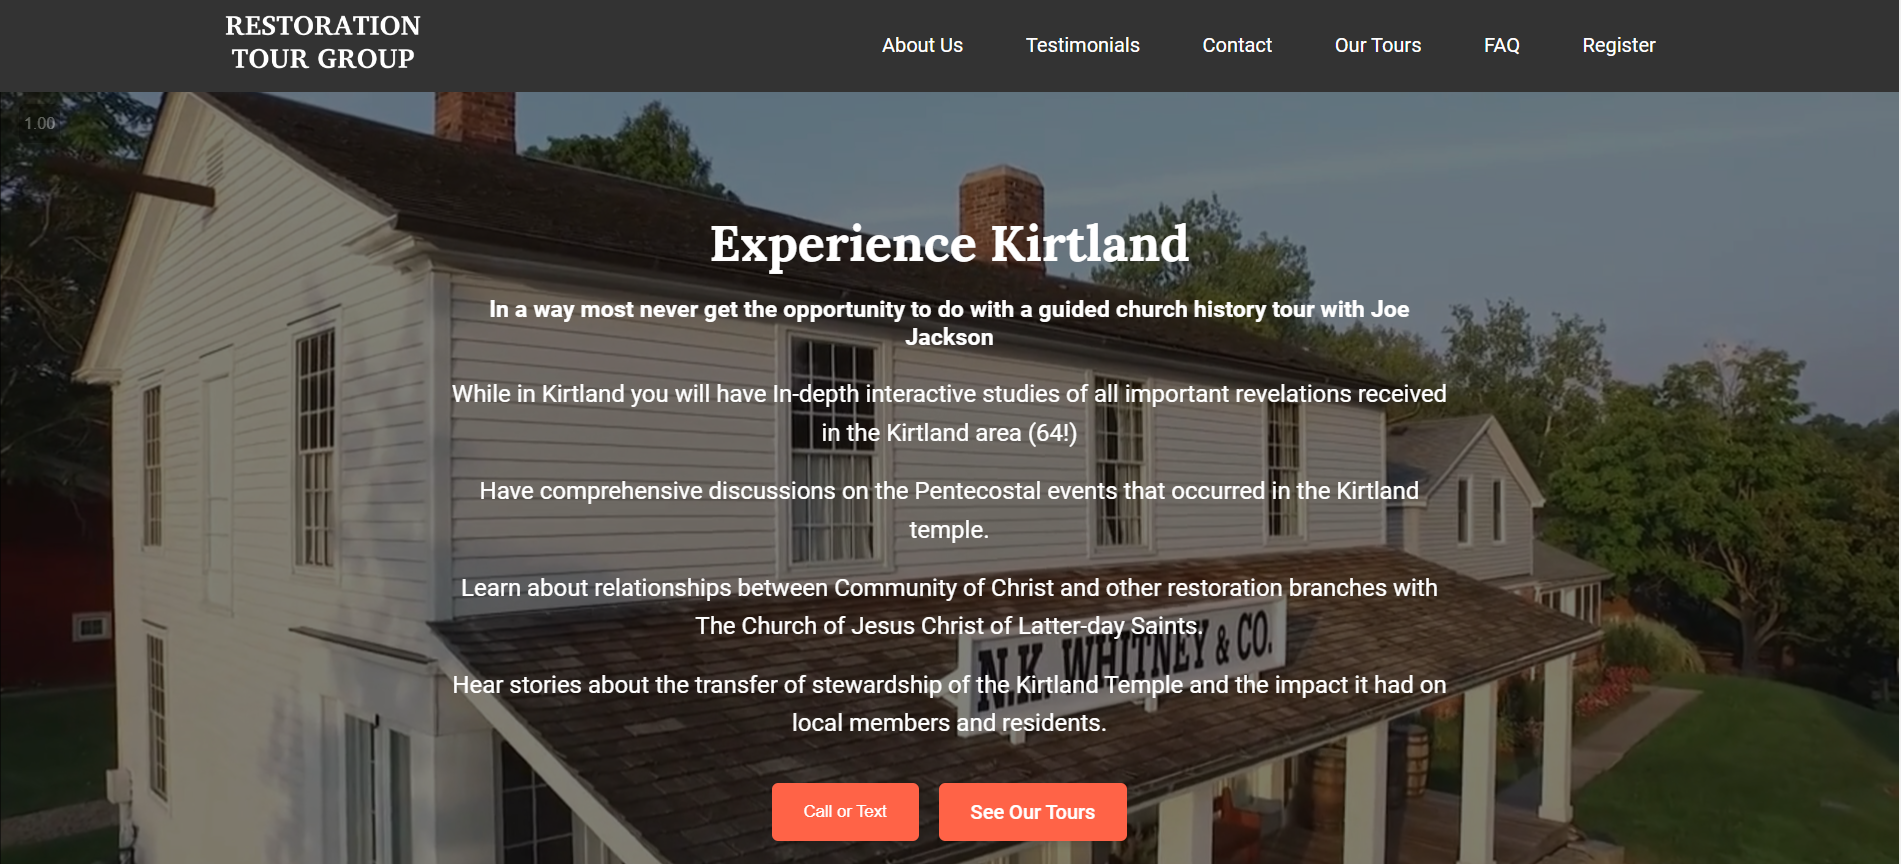 RESTORATION
TOUR GROUP
About Us
Testimonials
Contact
Our Tours
FAQ
Register
1.00
Experience Kirtland
In a way most never get the opportunity to do with a guided church history tour with Joe
Jackson
While in Kirtland you will have In-depth interactive studies of all important revelations received
in the Kirtland area (64!)
Have comprehensive discussions on the Pentecostal events that occurred in the Kirtland
temple.
Learn about relationships between Community of Christ and other restoration branches with
The Church of Jesus Christ of Latter-day Saints.
N.K. WHITNEY & CO.
Hear stories about the transfer of stewardship of the Kirtland Temple and the impact it had on
local members and residents.
Call or Text
See Our Tours